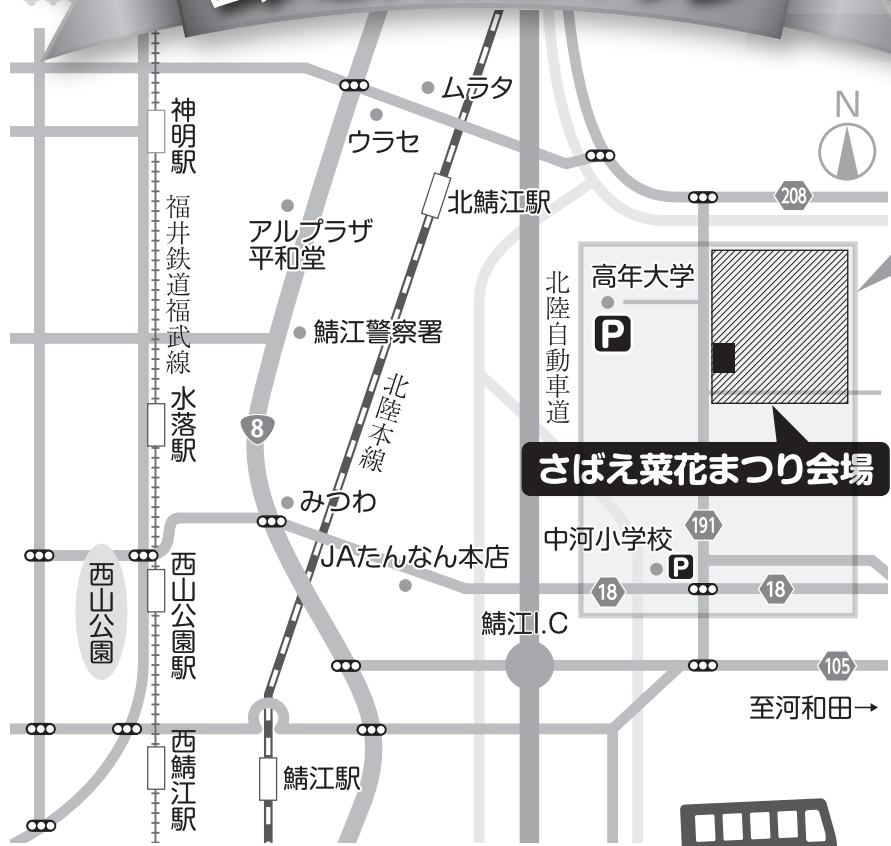 ムラタ
N
ウラセ
神明駅
北鯖江駅
208
福井鉄道福武線
アルプラザ
平和堂
高年大学
P
北陸自動車道
鯖江警察署
北陸本線
水落駅
8
さばえ菜花まつり会場
みつわ
191
中河小学校
P
JAたんなん本店
西山公園
西山公園駅
18
18
鯖江I.C
105
至河和田→
西鯖江駅
鯖江駅